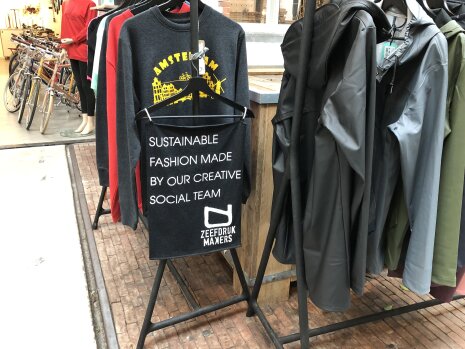 AMSTERDAM
SUSTAINABLE
FASHION MADE
BY OUR CREATIVE
SOCIAL TEAM
ZEEFDRUK
MAKERS